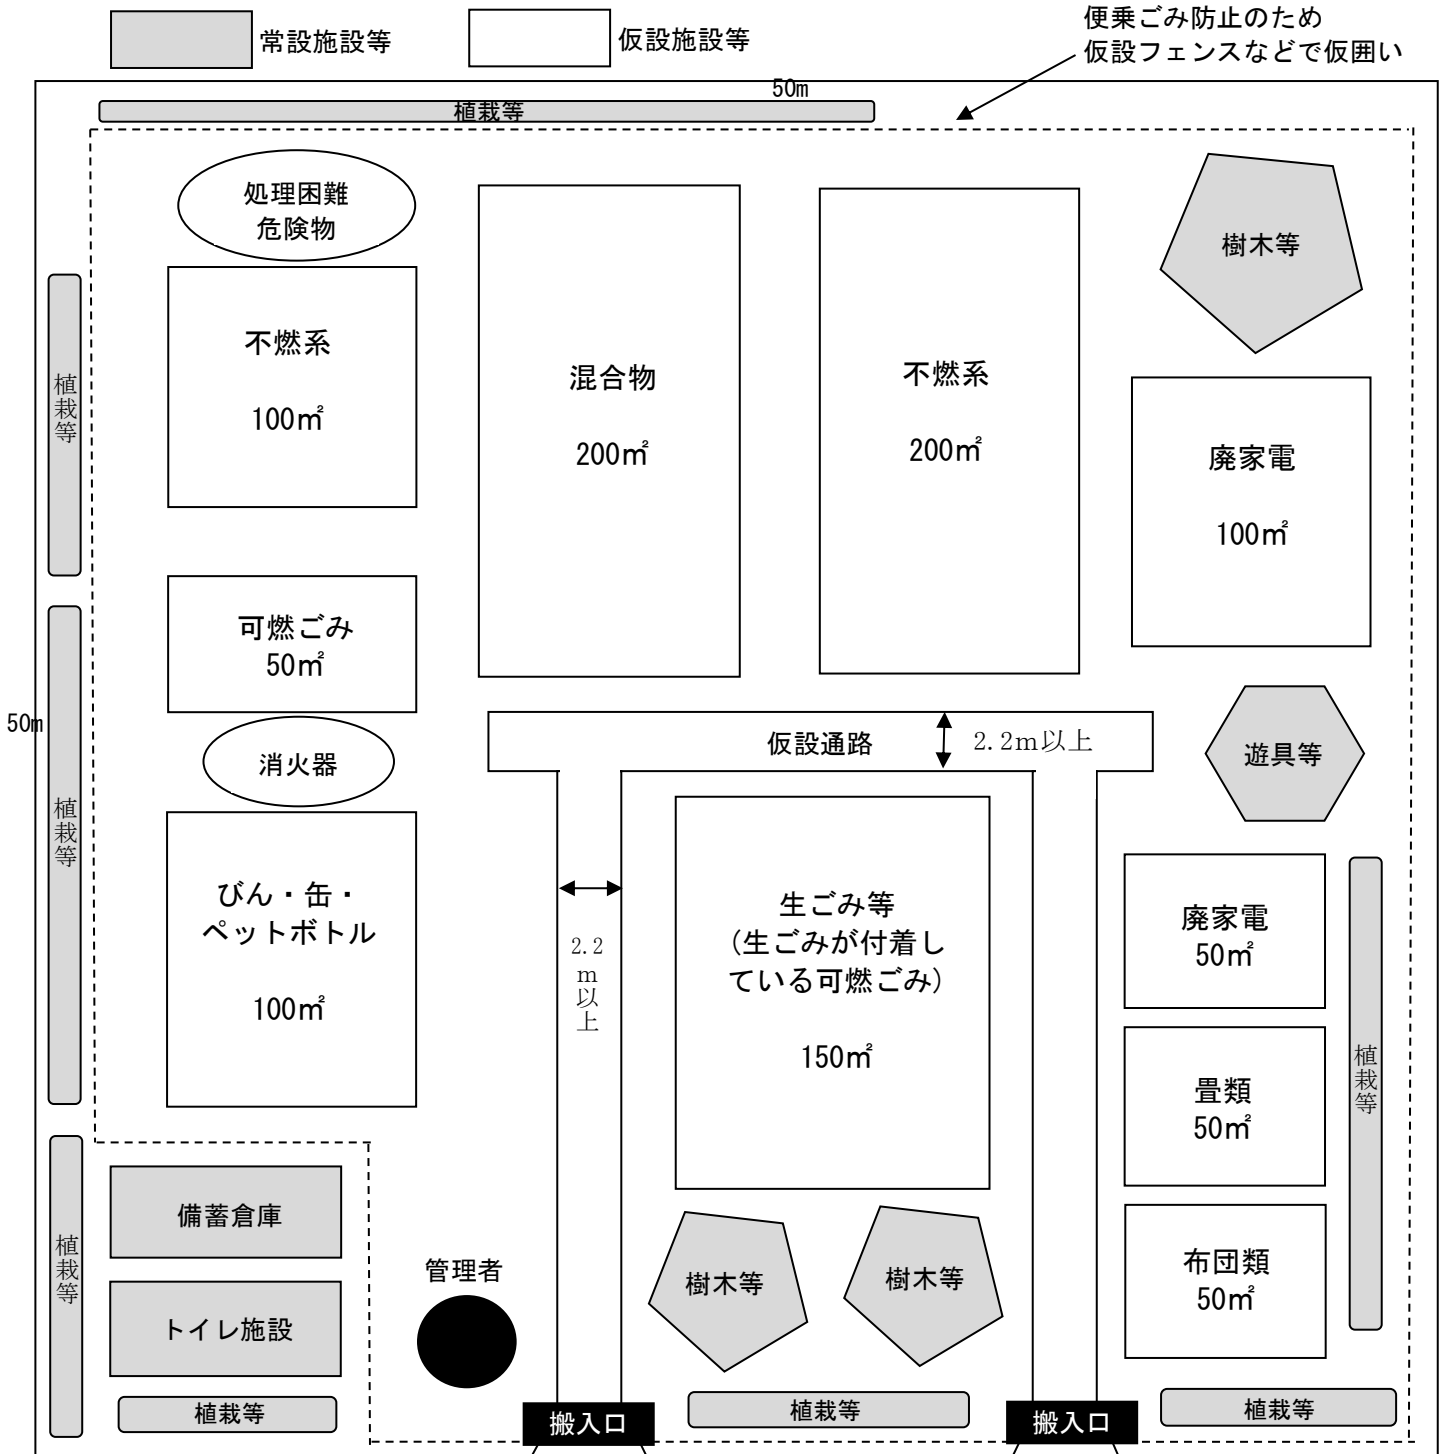 常設施設等
仮設施設等
便乗ごみ防止のため
仮設フェンスなどで仮囲い
50m
植栽等
処理困難
危険物
樹木等
不燃系
100㎡
混合物
200㎡
不燃系
200㎡
廃家電
100㎡
植栽等
可燃ごみ
50㎡
50m
仮設通路
2.2m以上
遊具等
消火器
植栽等
びん・缶・
ペットボトル
100㎡
2.2
m
以
上
生ごみ等
(生ごみが付着し
ている可燃ごみ)
150㎡
廃家電
50㎡
畳類
50㎡
植栽等
備蓄倉庫
植栽等
管理者
樹木等
樹木等
布団類
50㎡
トイレ施設
植栽等
搬入口
植栽等
搬入口
植栽等